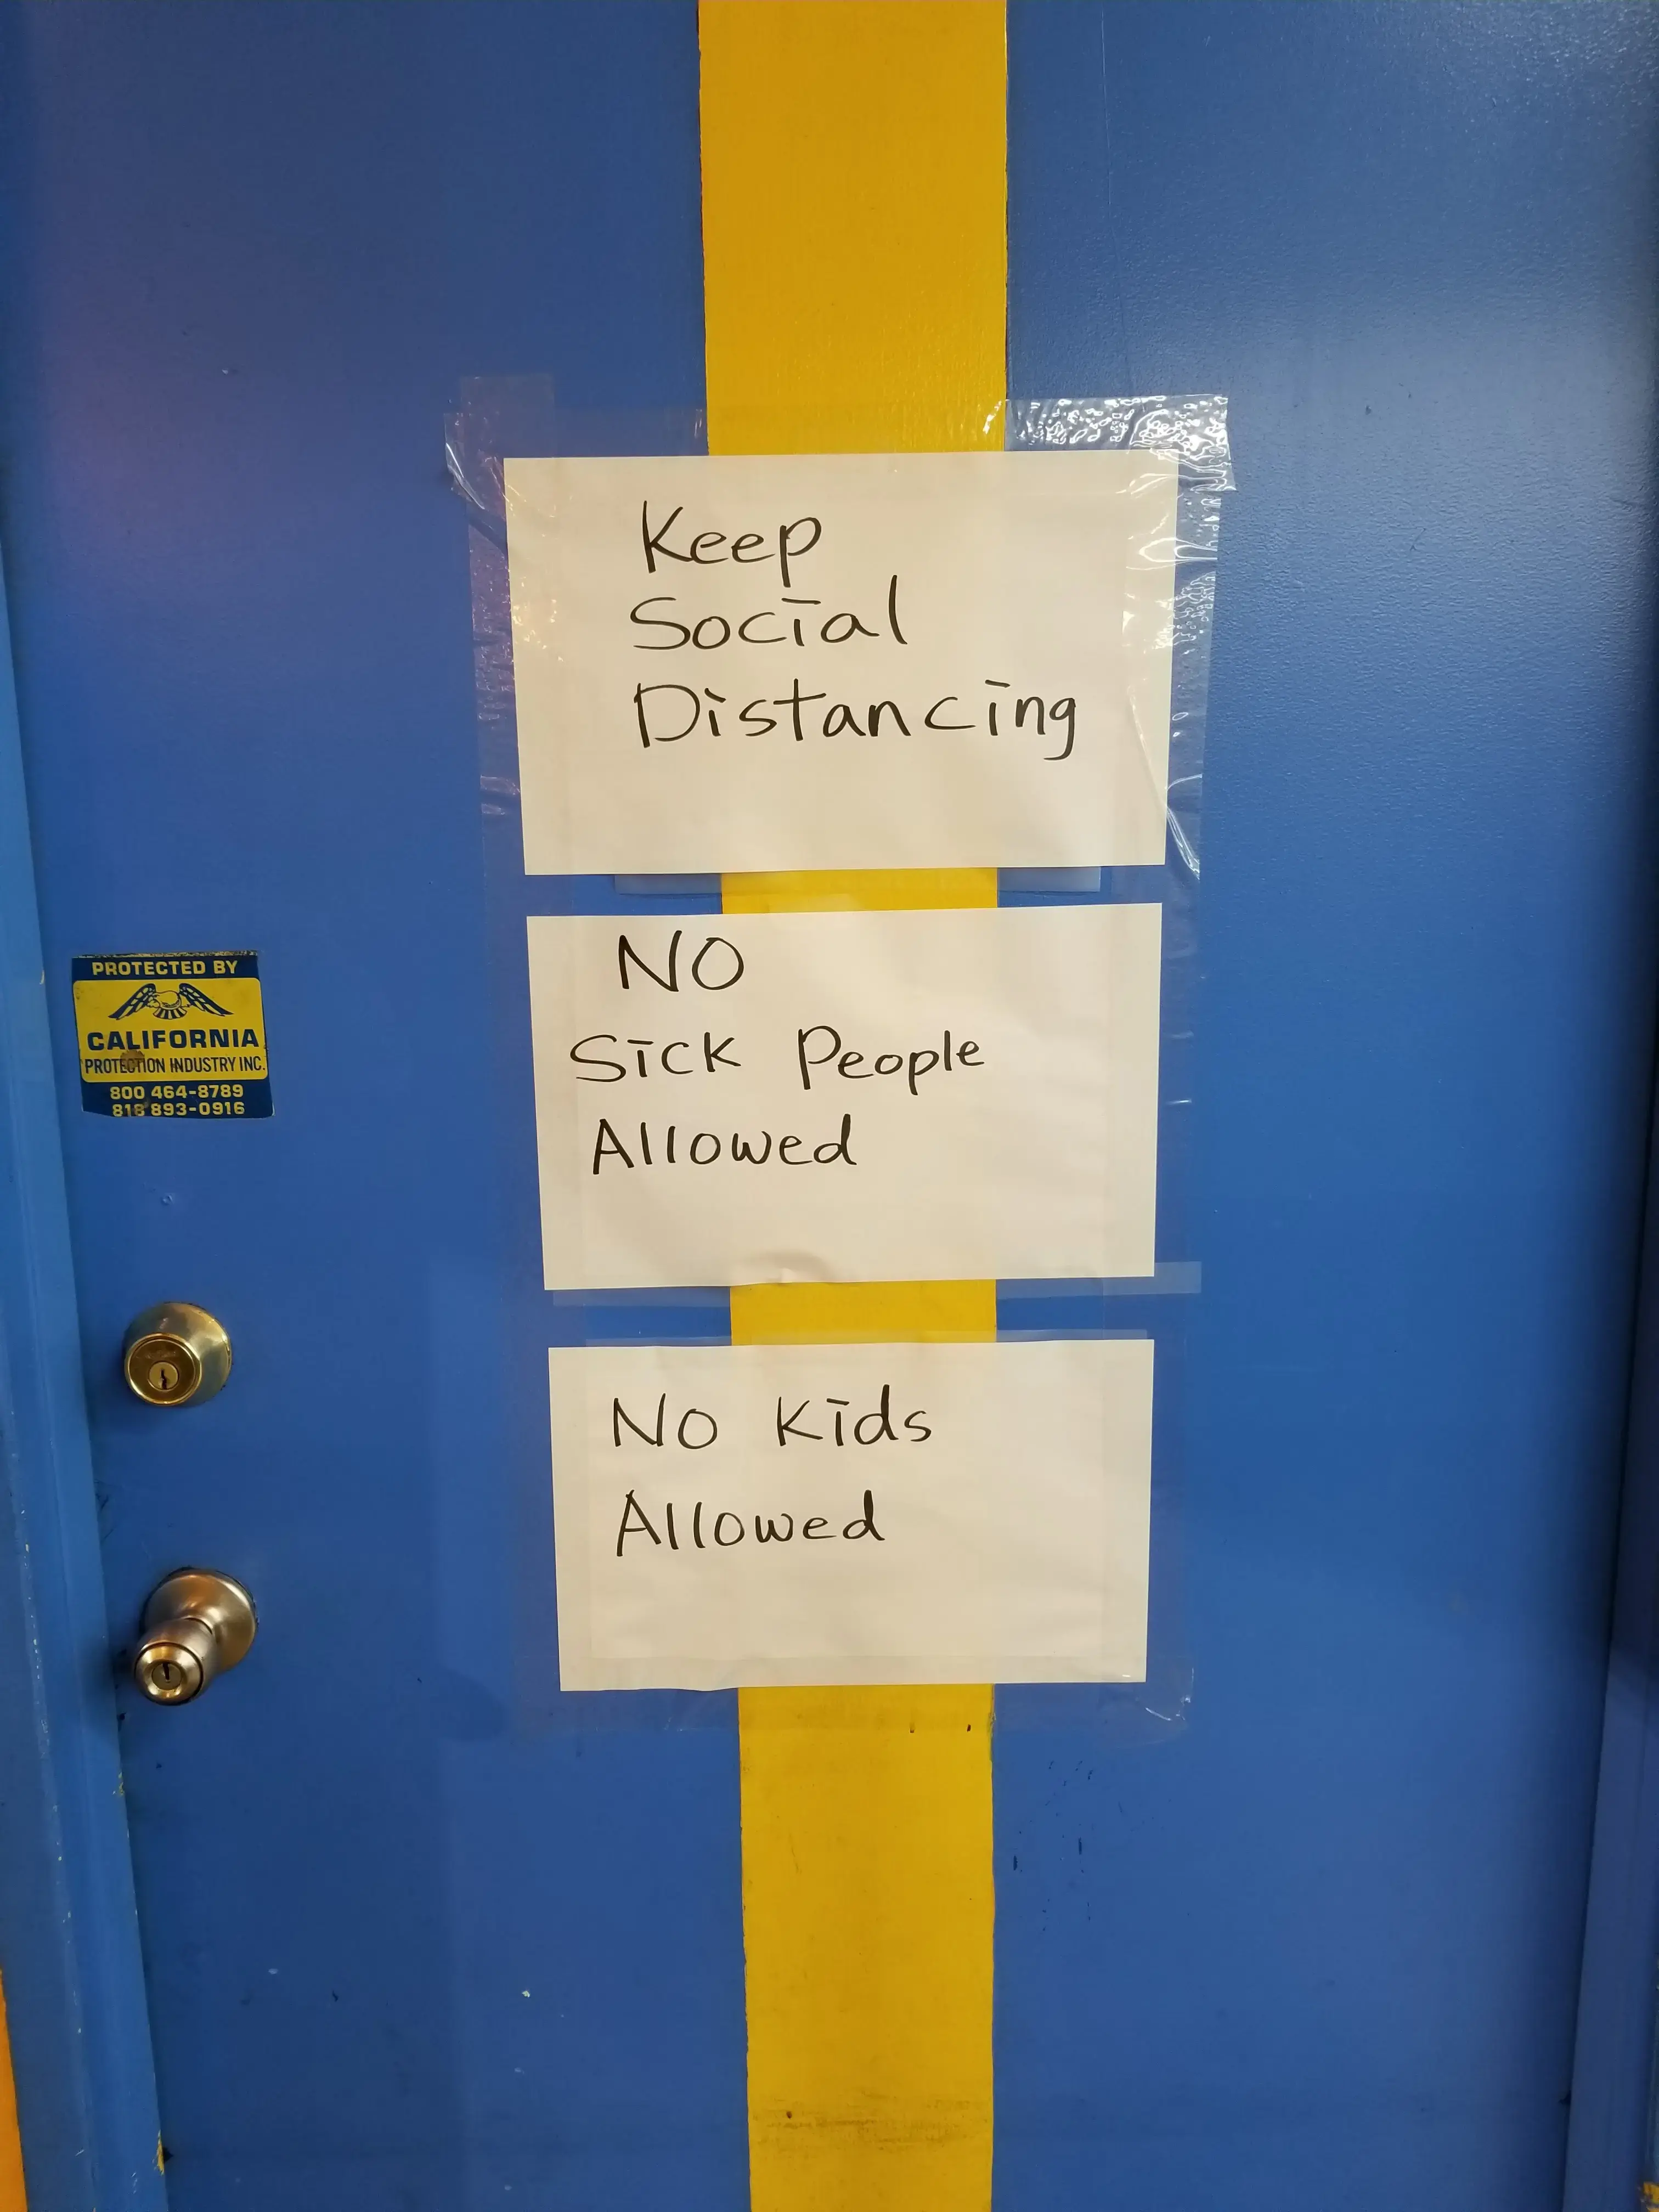 Keep
Social
Distancing
NO
Sick People
Allowed
No Kids
Allowed
PROTECTED BY
CALIFORNIA
PROTECTION INDUSTRY INC.
800 464-8789
818 893-0916